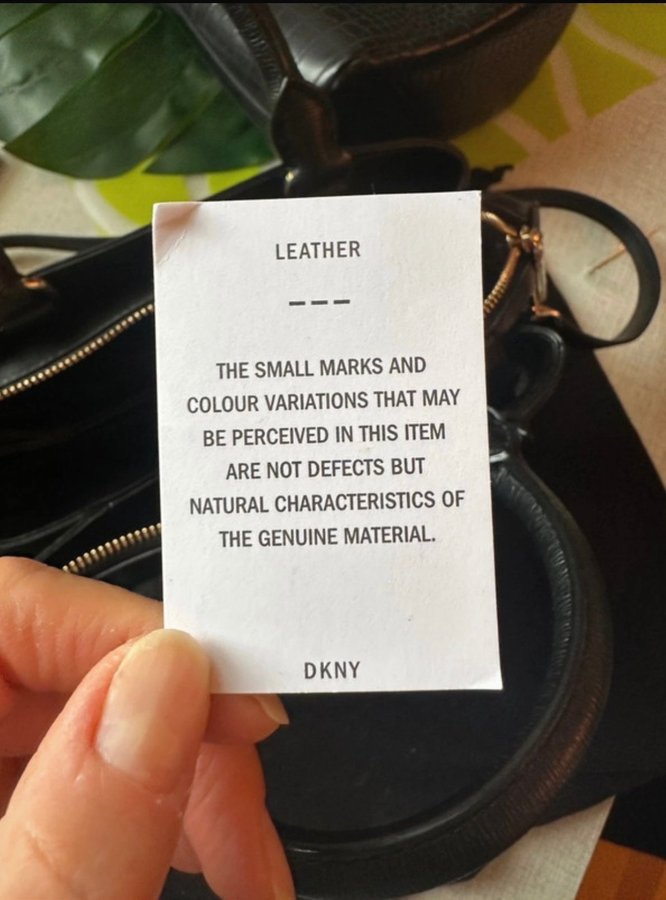 LEATHER
---
THE SMALL MARKS AND
COLOUR VARIATIONS THAT MAY
BE PERCEIVED IN THIS ITEM
ARE NOT DEFECTS BUT
NATURAL CHARACTERISTICS OF
THE GENUINE MATERIAL.
DKNY